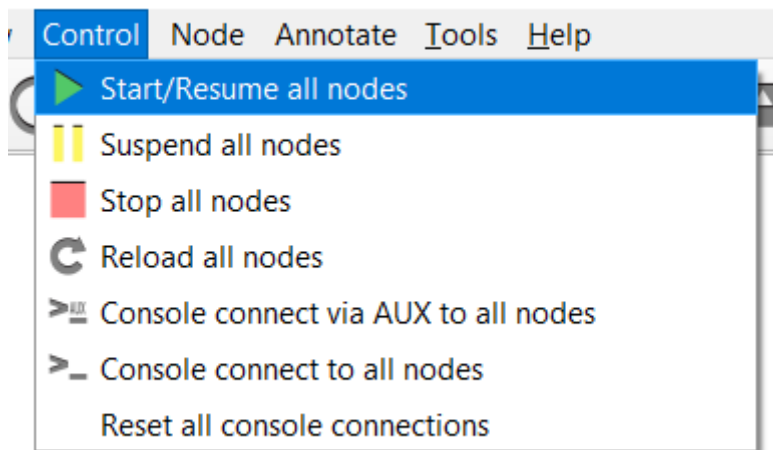 Control Node Annotate Tools Help
Start/Resume all nodes
Suspend all nodes
Stop all nodes
Reload all nodes
AUX Console connect via AUX to all nodes
Console connect to all nodes
Reset all console connections